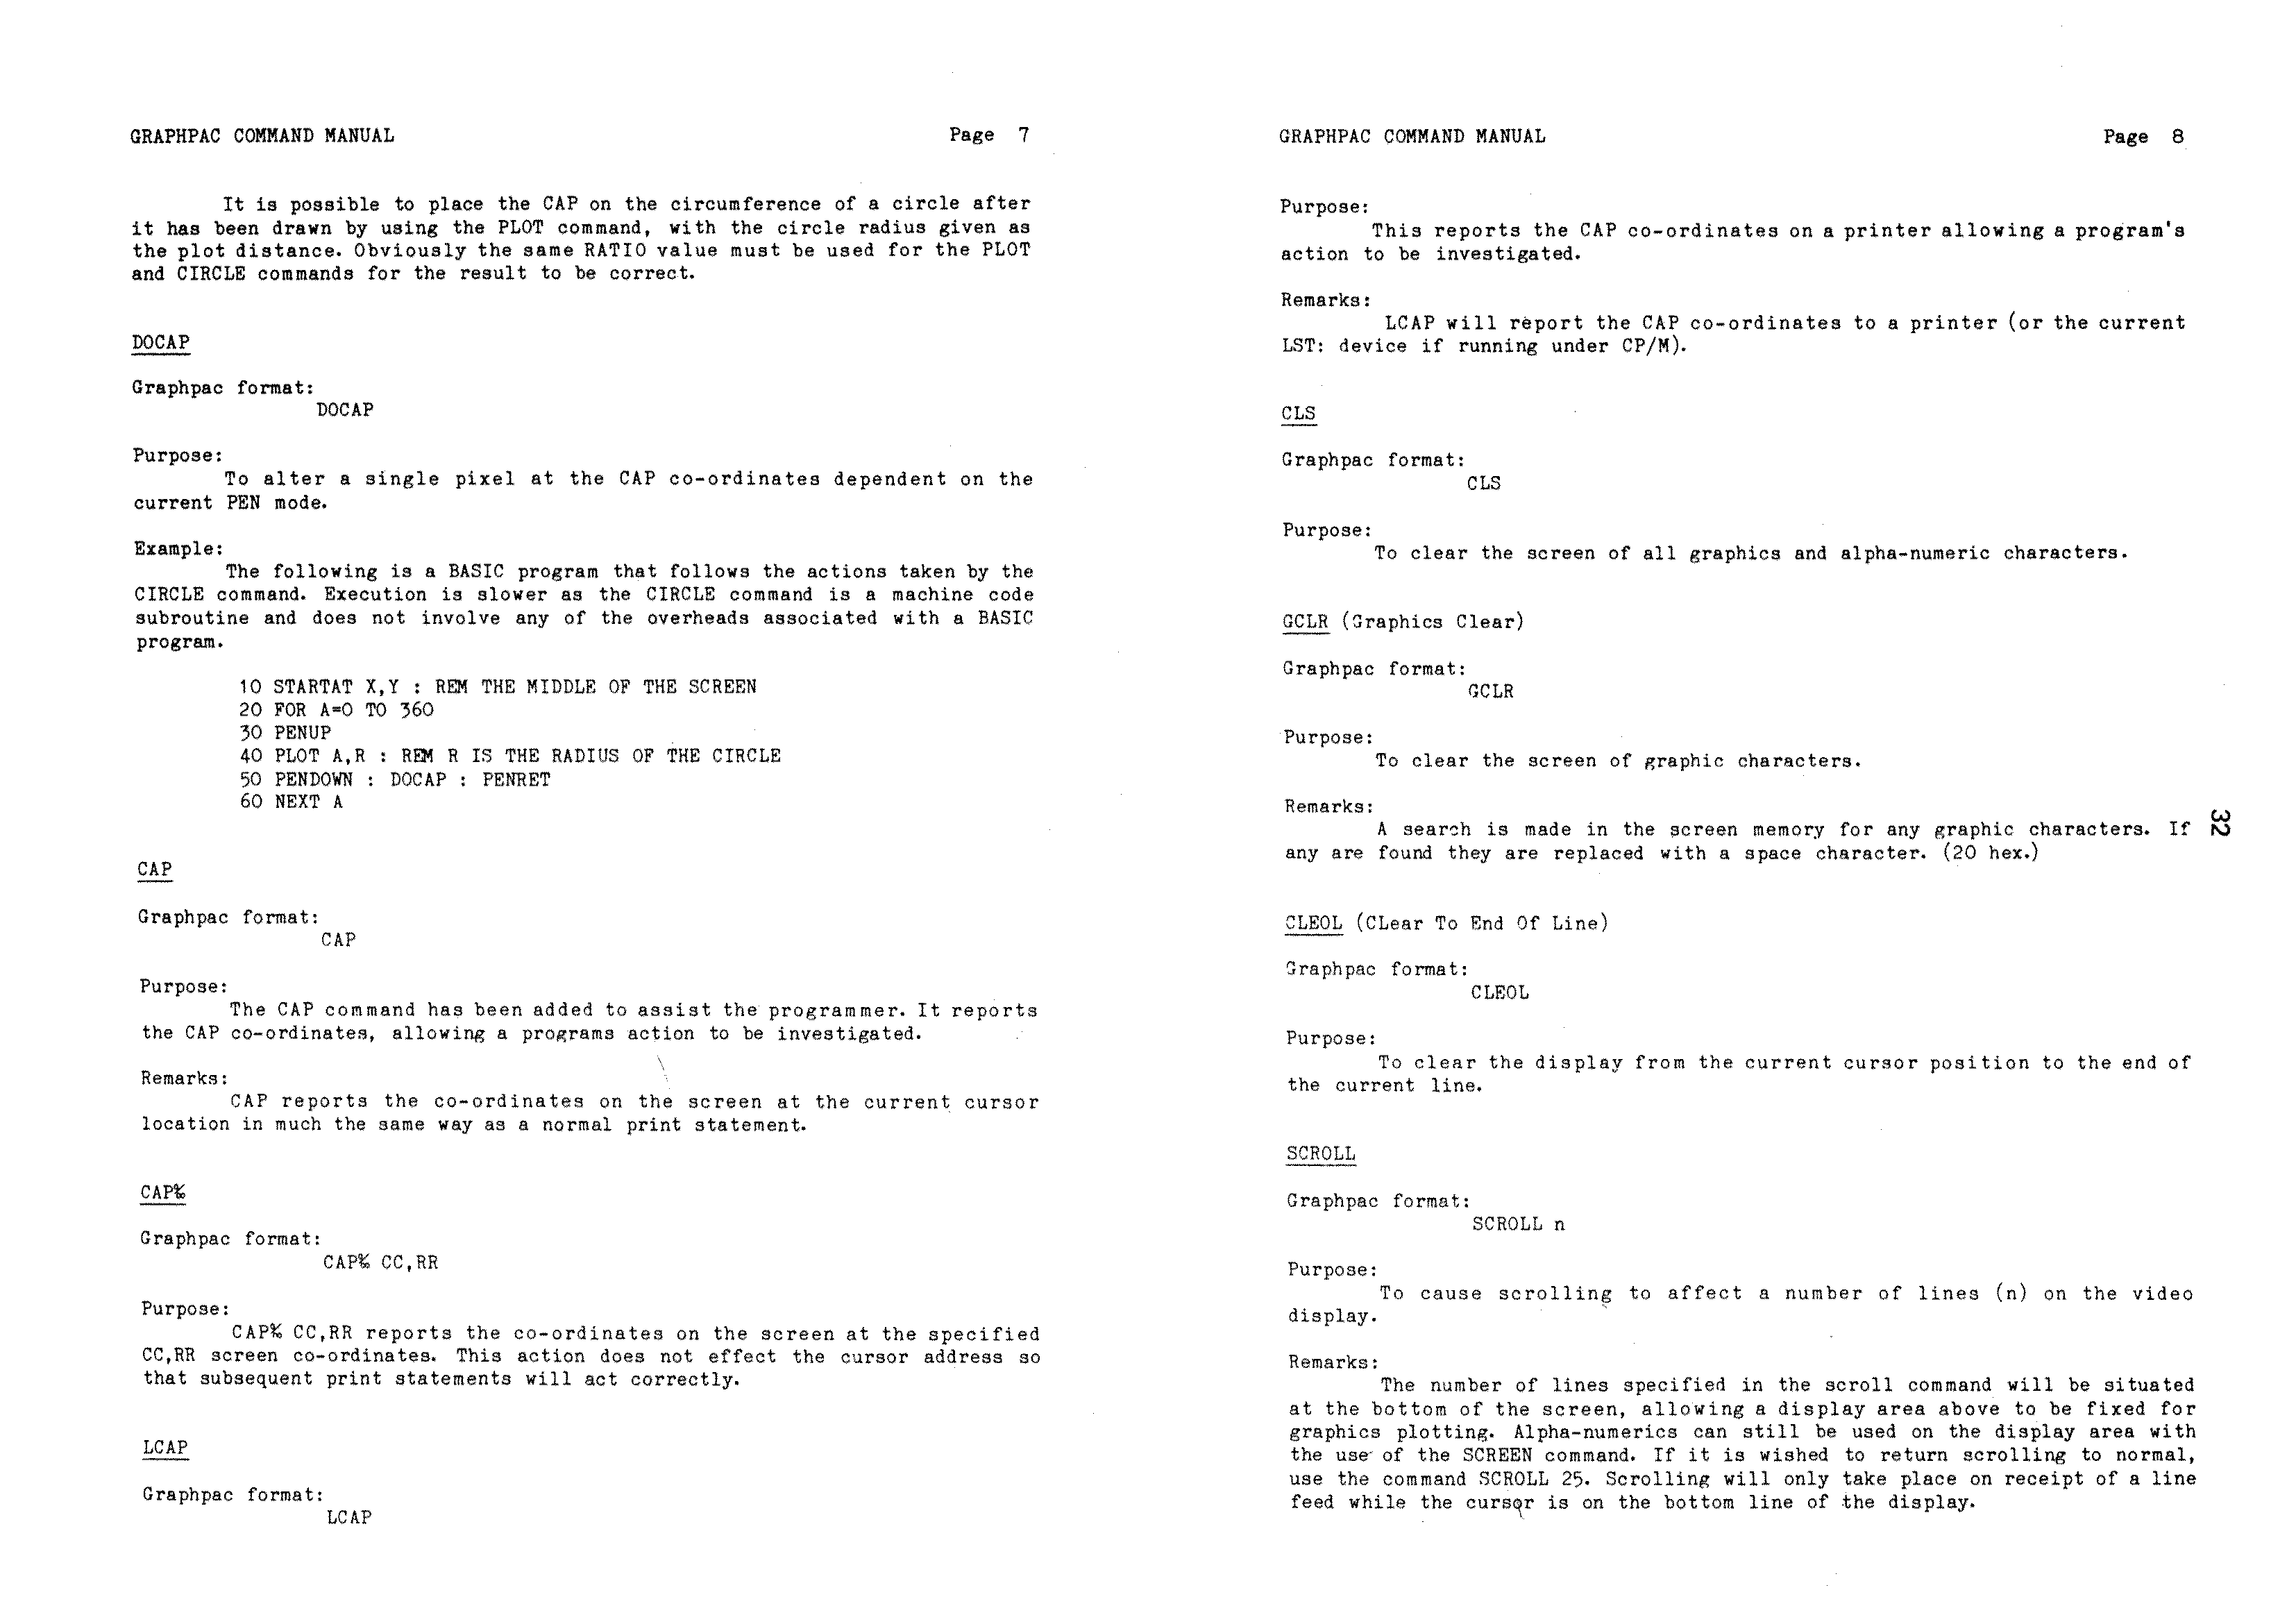 GRAPHPAC COMMAND MANUAL Page 7
It is possible to place the CAP on the circumference of a circle after
it has been drawn by using the PLOT command, with the circle radius given as
the plot distance. Obviously the same RATIO value must be used for the PLOT
and CIRCLE commands for the result to be correct.
DOCAP
Graphpac format:
DOCAP
Purpose:
To alter a single pixel at the CAP co-ordinates dependent on the
current PEN mode.
Example:
The following is a BASIC program that follows the actions taken by the
CIRCLE command. Execution is slower as the CIRCLE command is a machine code
subroutine and does not involve any of the overheads associated with a BASIC
program.
10 STARTAT X,Y : REM THE MIDDLE OF THE SCREEN
20 FOR A=0 TO 360
30 PENUP
40 PLOT A,R : REM R IS THE RADIUS OF THE CIRCLE
50 PENDOWN : DOCAP : PENRET
60 NEXT A
CAP
Graphpac format:
CAP
Purpose:
The CAP command has been added to assist the programmer. It reports
the CAP co-ordinates, allowing a programs action to be investigated.
Remarks:
CAP reports the co-ordinates on the screen at the current cursor
location in much the same way as a normal print statement.
CAP%
Graphpac format:
CAP% CC,RR
Purpose:
CAP% CC,RR reports the co-ordinates on the screen at the specified
CC,RR screen co-ordinates. This action does not effect the cursor address so
that subsequent print statements will act correctly.
LCAP
Graphpac format:
LCAP
GRAPHPAC COMMAND MANUAL Page 8
Purpose:
This reports the CAP co-ordinates on a printer allowing a program's
action to be investigated.
Remarks:
LCAP will report the CAP co-ordinates to a printer (or the current
LST: device if running under CP/M).
CLS
Graphpac format:
CLS
Purpose:
To clear the screen of all graphics and alpha-numeric characters.
GCLR (Graphics Clear)
Graphpac format:
GCLR
Purpose:
To clear the screen of graphic characters.
Remarks:
A search is made in the screen memory for any graphic characters. If
any are found they are replaced with a space character. (20 hex.)
CLEOL (CLear To End Of Line)
Graphpac format:
CLEOL
Purpose:
To clear the display from the current cursor position to the end of
the current line.
SCROLL
Graphpac format:
SCROLL n
Purpose:
To cause scrolling to affect a number of lines (n) on the video
display.
Remarks:
The number of lines specified in the scroll command will be situated
at the bottom of the screen, allowing a display area above to be fixed for
graphics plotting. Alpha-numerics can still be used on the display area with
the use of the SCREEN command. If it is wished to return scrolling to normal,
use the command SCROLL 25. Scrolling will only take place on receipt of a line
feed while the cursor is on the bottom line of the display.
32